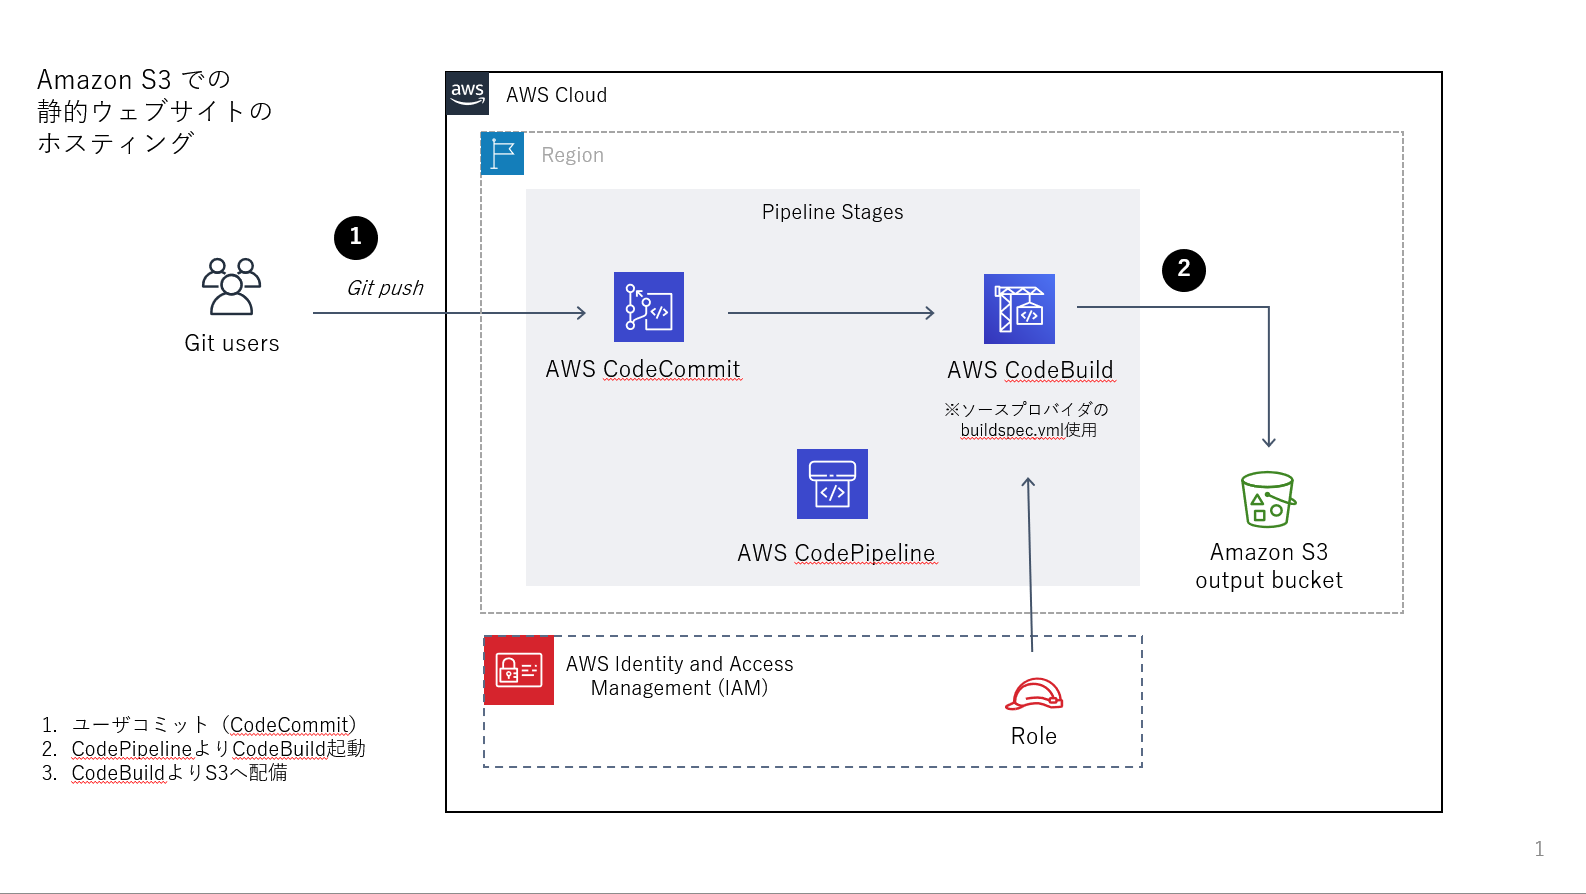 Amazon S3 での
静的ウェブサイトの
ホスティング
aws
AWS Cloud
Region
Pipeline Stages
1
Git push
2
Git users
AWS CodeCommit
AWS CodeBuild
※ソースプロバイダの
buildspec.yml使用
AWS CodePipeline
Amazon S3
output bucket
AWS Identity and Access
Management (IAM)
Role
1. ユーザコミット（CodeCommit）
2. CodePipelineよりCodeBuild起動
3. CodeBuildよりS3へ配備
1